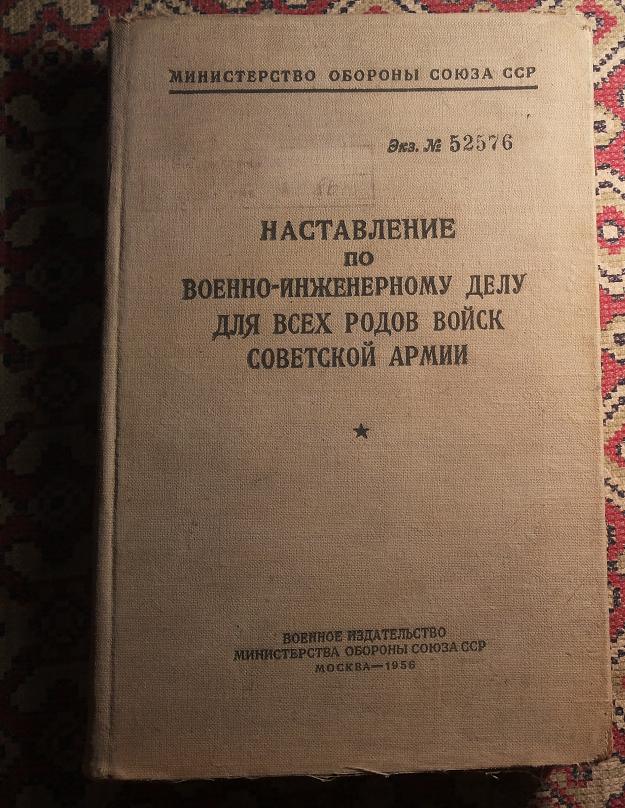 МИНИСТЕРСТВО ОБОРОНЫ СОЮЗА ССР
Экз. № 52576
НАСТАВЛЕНИЕ
ПО
ВОЕННО-ИНЖЕНЕРНОМУ ДЕЛУ
ДЛЯ ВСЕХ РОДОВ ВОЙСК
СОВЕТСКОЙ АРМИИ
ВОЕННОЕ ИЗДАТЕЛЬСТВО
МИНИСТЕРСТВА ОБОРОНЫ СОЮЗА ССР
МОСКВА—1956